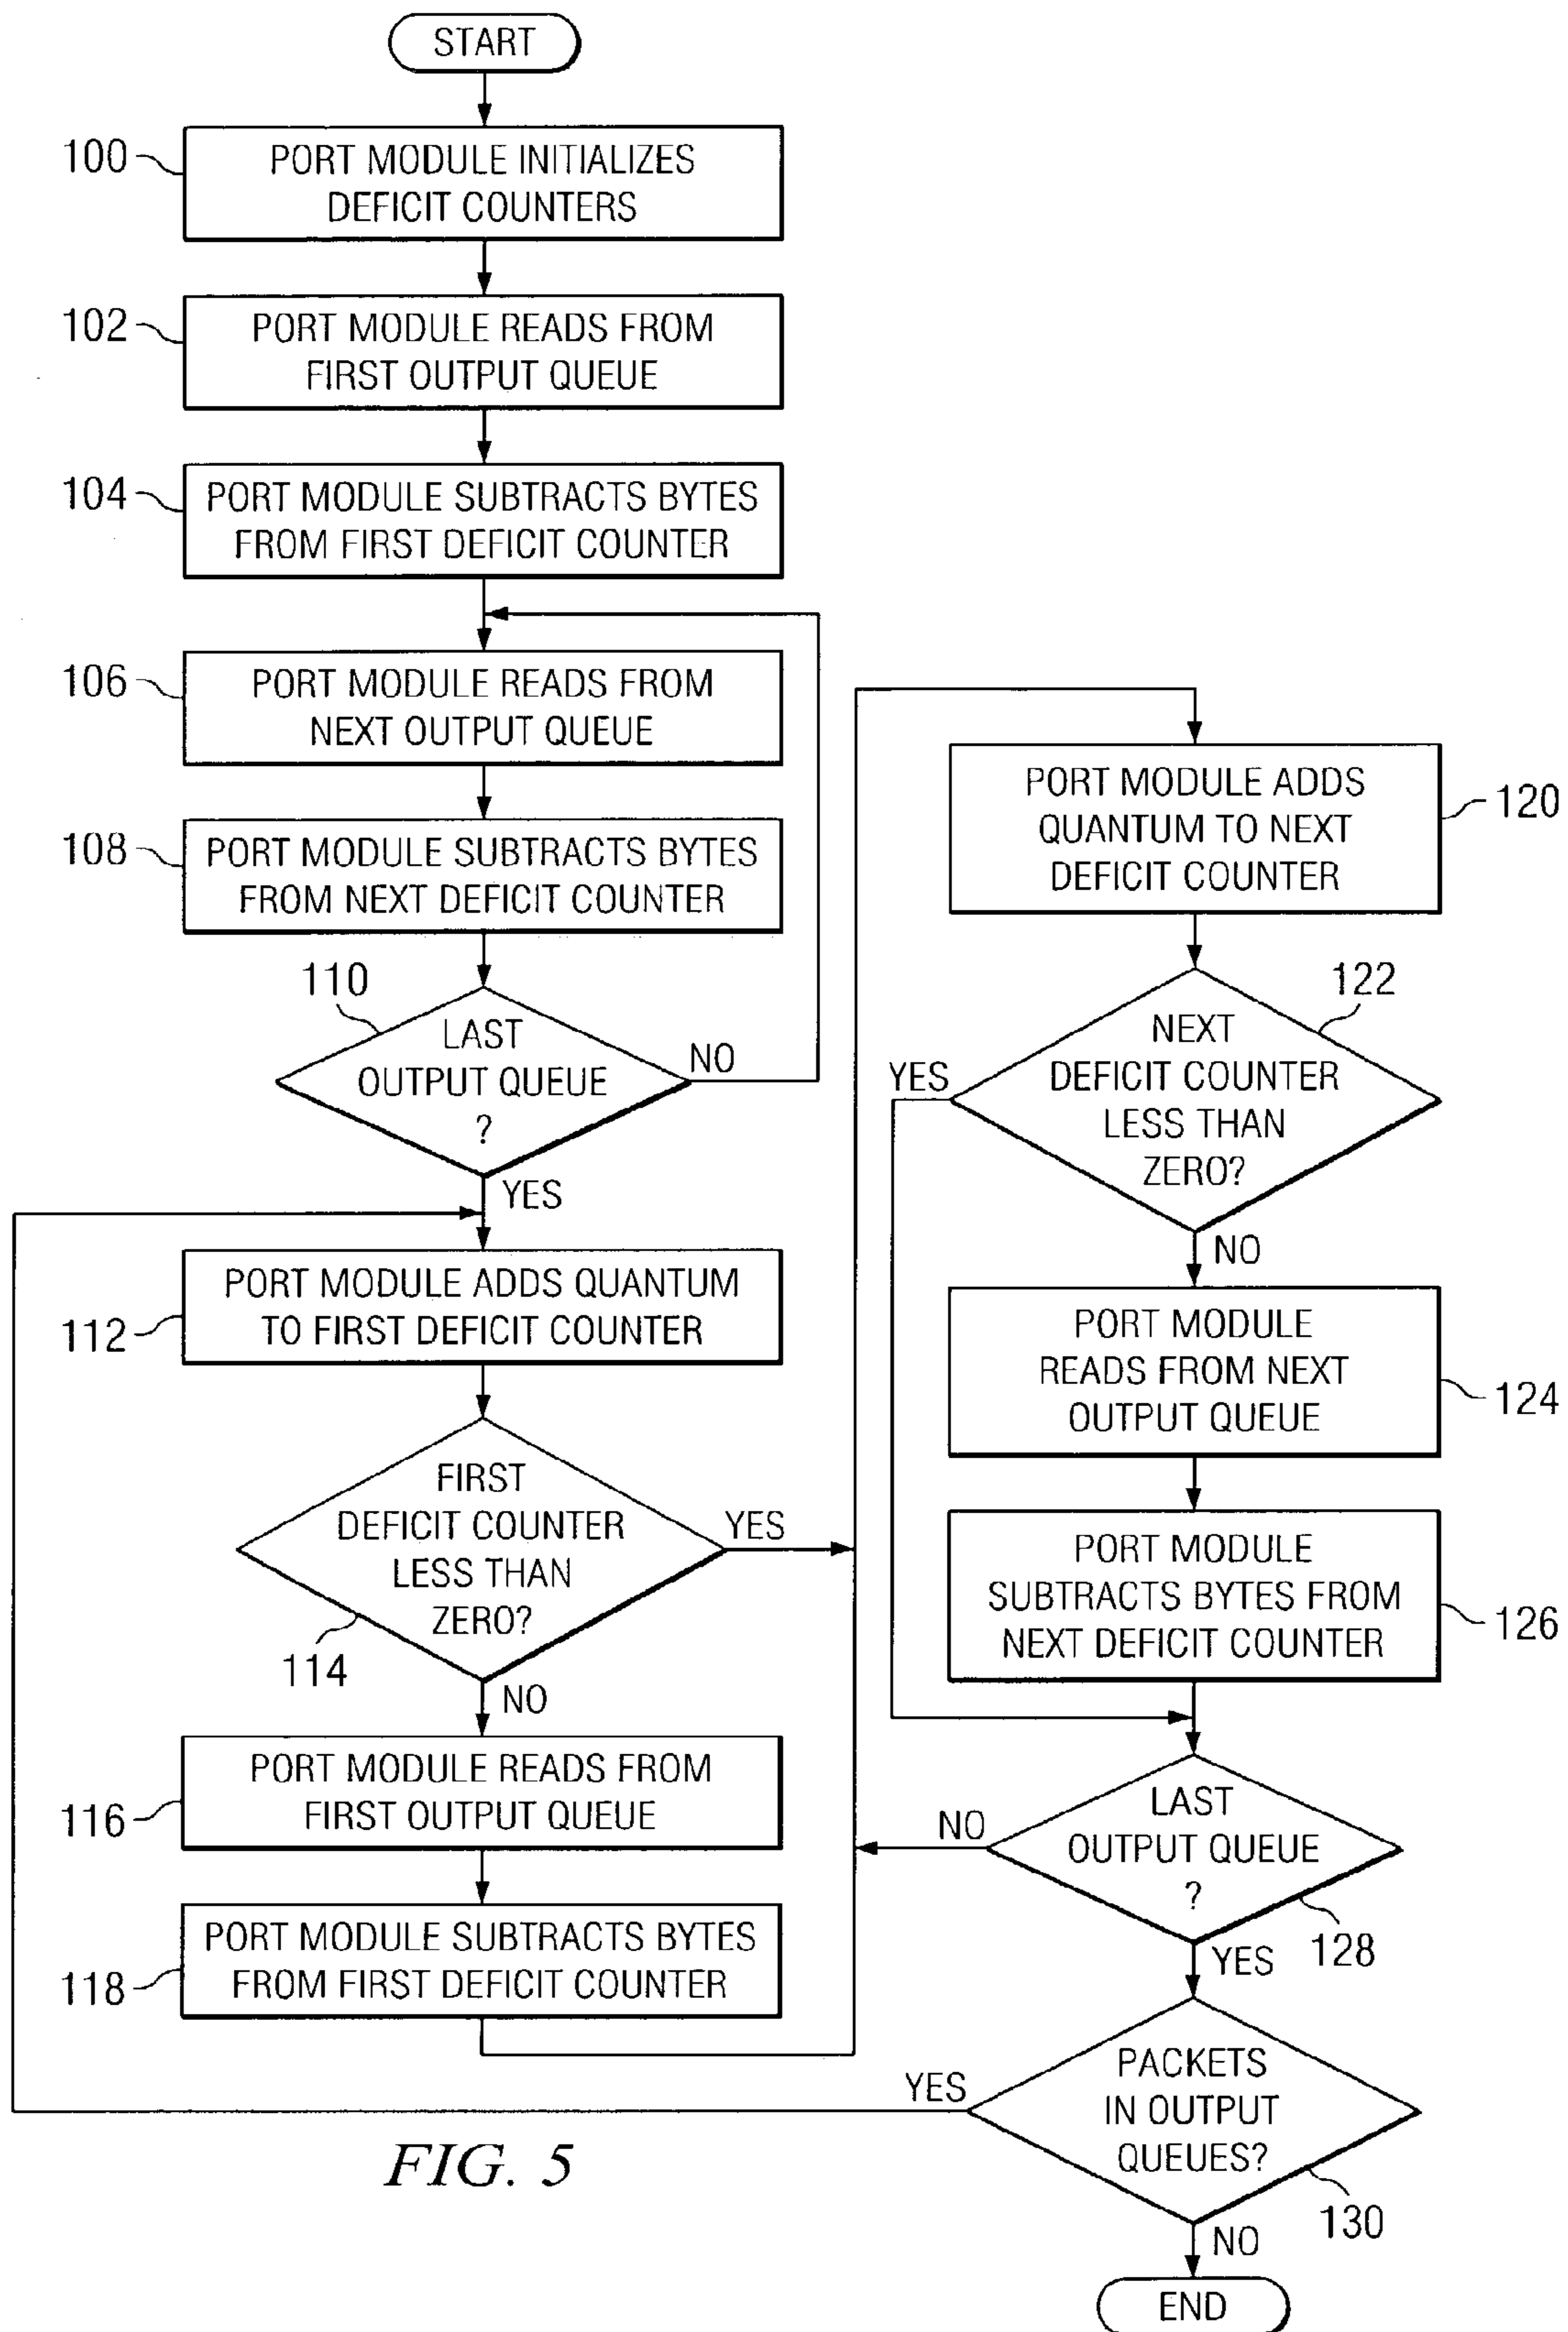 START
100
PORT MODULE INITIALIZES
DEFICIT COUNTERS
102
PORT MODULE READS FROM
FIRST OUTPUT QUEUE
104
PORT MODULE SUBTRACTS BYTES
FROM FIRST DEFICIT COUNTER
106
PORT MODULE READS FROM
NEXT OUTPUT QUEUE
108
PORT MODULE SUBTRACTS BYTES
FROM NEXT DEFICIT COUNTER
110
LAST
OUTPUT QUEUE
?
NO
YES
112
PORT MODULE ADDS QUANTUM
TO FIRST DEFICIT COUNTER
FIRST
DEFICIT COUNTER
LESS THAN
ZERO?
YES
114
NO
116
PORT MODULE READS FROM
FIRST OUTPUT QUEUE
118
PORT MODULE SUBTRACTS BYTES
FROM FIRST DEFICIT COUNTER
PORT MODULE ADDS
QUANTUM TO NEXT
DEFICIT COUNTER
120
122
NEXT
DEFICIT COUNTER
LESS THAN
ZERO?
YES
NO
PORT MODULE
READS FROM NEXT
OUTPUT QUEUE
124
PORT MODULE
SUBTRACTS BYTES FROM
NEXT DEFICIT COUNTER
126
LAST
OUTPUT QUEUE
?
NO
128
YES
PACKETS
IN OUTPUT
QUEUES?
YES
130
NO
END
FIG. 5